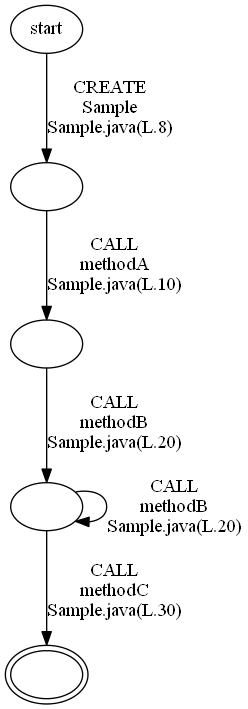 start
CREATE
Sample
Sample.java(L.8)
CALL
methodA
Sample.java(L.10)
CALL
methodB
Sample.java(L.20)
CALL
methodB
Sample.java(L.20)
CALL
methodC
Sample.java(L.30)